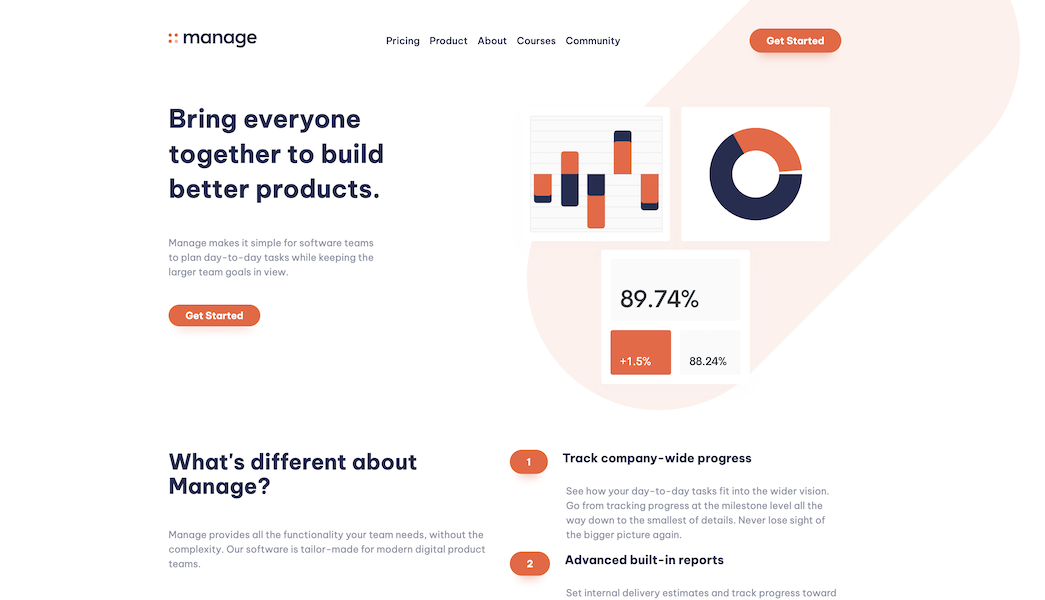 manage
Pricing Product About Courses Community
Get Started
Bring everyone
together to build
better products.
Manage makes it simple for software teams
to plan day-to-day tasks while keeping the
larger team goals in view.
Get Started
89.74%
+1.5%
88.24%
What's different about
Manage?
Manage provides all the functionality your team needs, without the
complexity. Our software is tailor-made for modern digital product
teams.
1
Track company-wide progress
See how your day-to-day tasks fit into the wider vision.
Go from tracking progress at the milestone level all the
way down to the smallest of details. Never lose sight of
the bigger picture again.
2
Advanced built-in reports
Set internal delivery estimates and track progress toward